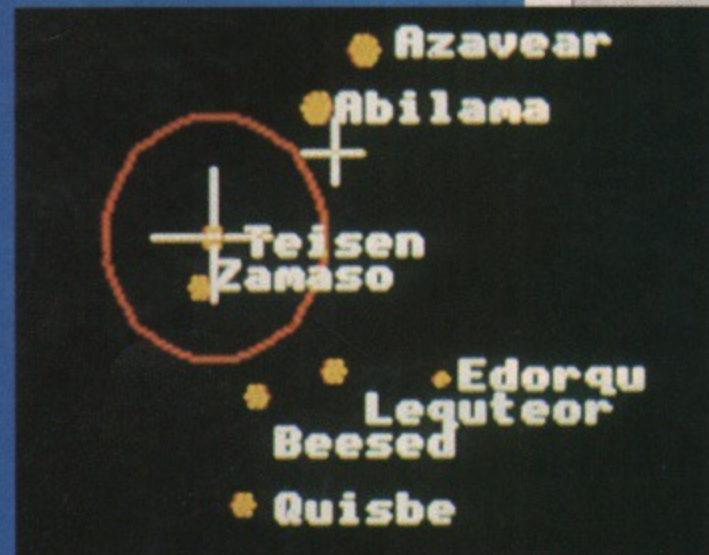 Azavear
Abilama
Teisen
Zamaso
Edorqu
Lequteor
Beesed
Quisbe